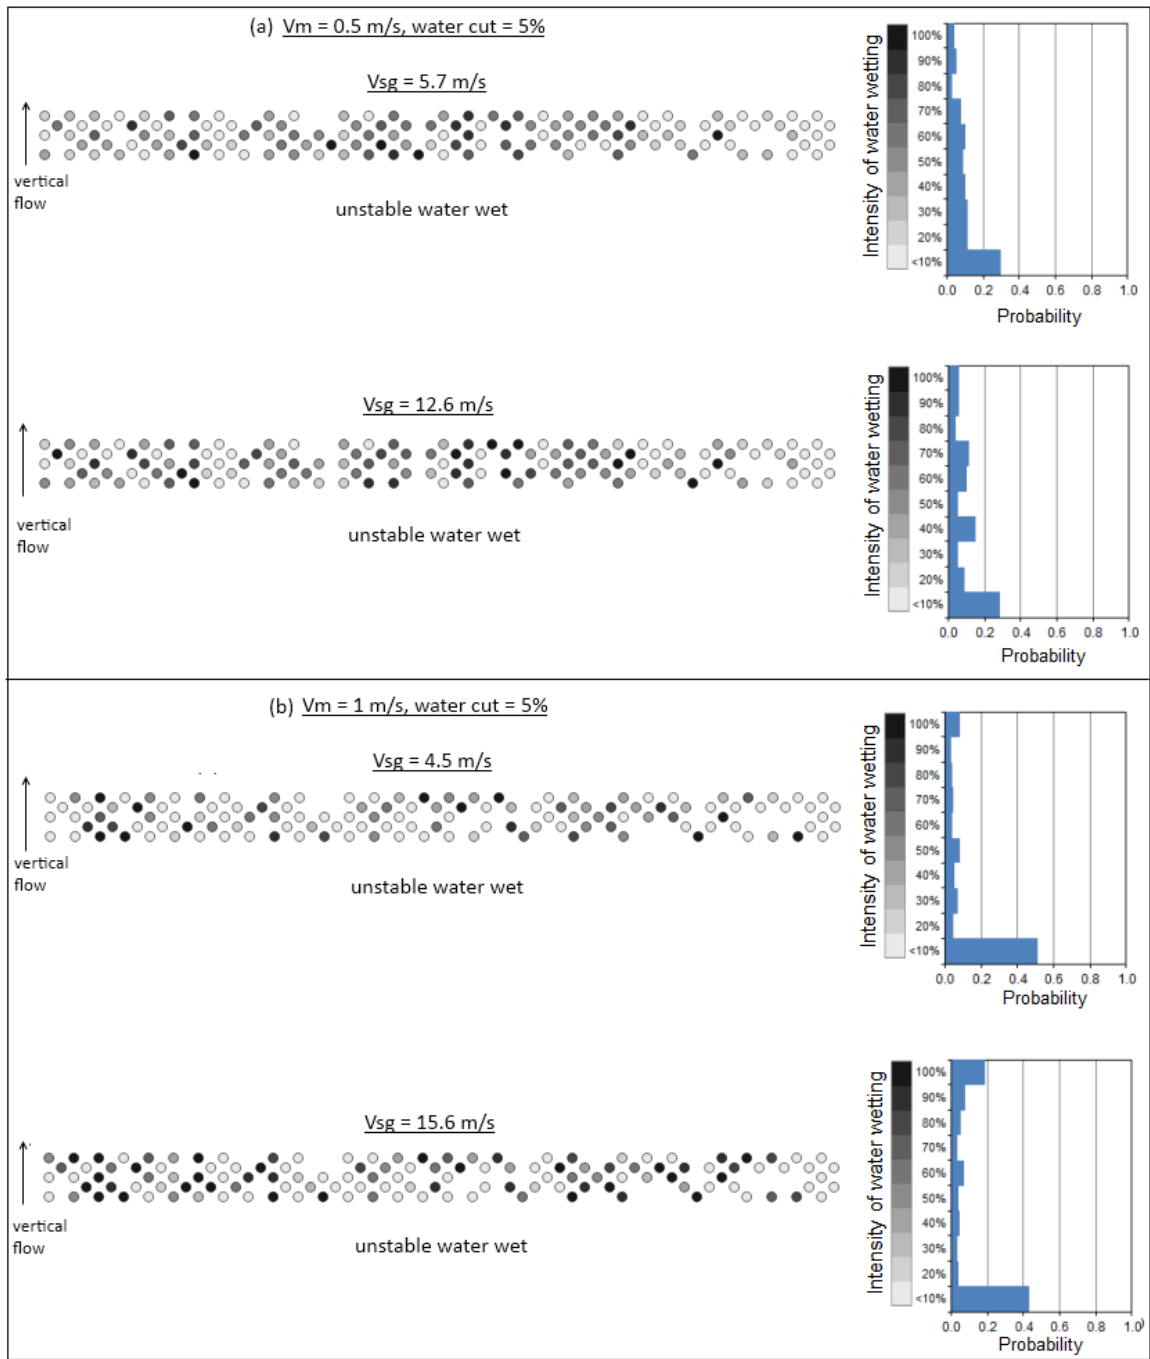 (a) Vm = 0.5 m/s, water cut = 5%
Vsg = 5.7 m/s
vertical
flow
unstable water wet
Intensity of water wetting
100%
90%
80%
70%
60%
50%
40%
30%
20%
<10%
0.0 0.2 0.4 0.6 0.8 1.0
Probability
Vsg = 12.6 m/s
vertical
flow
unstable water wet
Intensity of water wetting
100%
90%
80%
70%
60%
50%
40%
30%
20%
<10%
0.0 0.2 0.4 0.6 0.8 1.0
Probability
(b) Vm = 1 m/s, water cut = 5%
Vsg = 4.5 m/s
vertical
flow
unstable water wet
Intensity of water wetting
100%
90%
80%
70%
60%
50%
40%
30%
20%
<10%
0.0 0.2 0.4 0.6 0.8 1.0
Probability
Vsg = 15.6 m/s
vertical
flow
unstable water wet
Intensity of water wetting
100%
90%
80%
70%
60%
50%
40%
30%
20%
<10%
0.0 0.2 0.4 0.6 0.8 1.0)
Probability